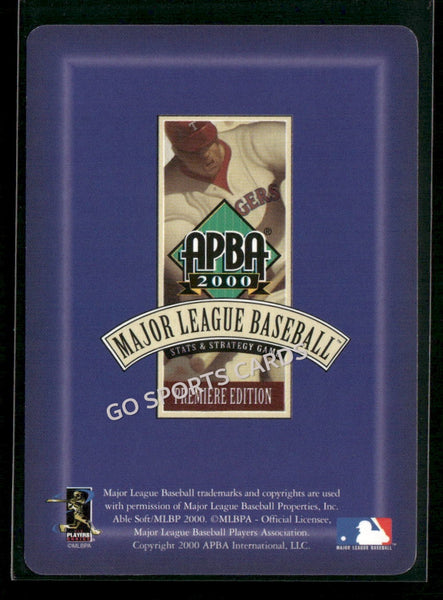 T
GERS
APBA®
2000
MAJOR LEAGUE BASEBALL™
STATS & STRATEGY GAME
GO SPORTS CARDS
PREMIERE EDITION
Major League Baseball trademarks and copyrights are used
with permission of Major League Baseball Properties, Inc.
Able Soft/MLBP 2000. ©MLBPA - Official Licensee,
Major League Baseball Players Association.
Copyright 2000 APBA International, LLC.
PLAYERS
©MLBPA
MAJOR LEAGUE BASEBALL™